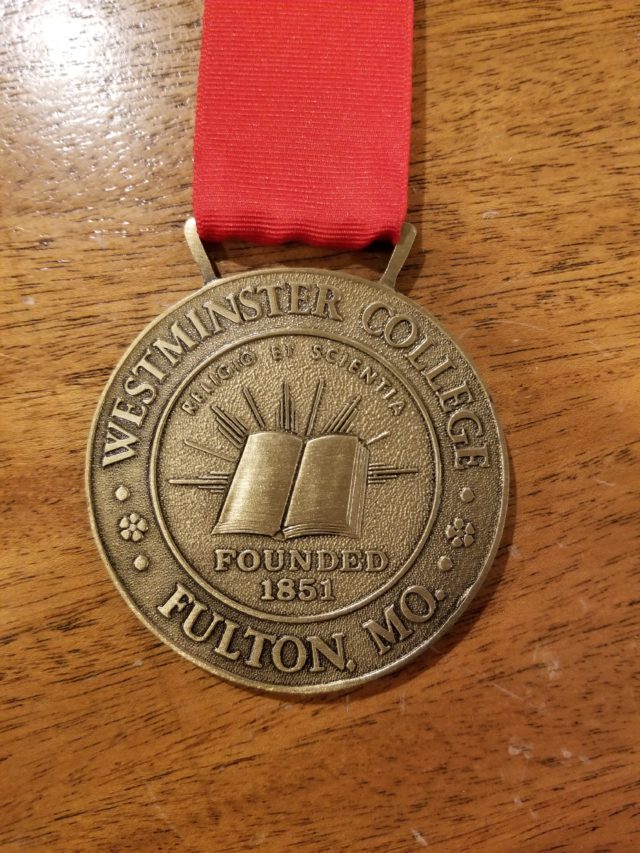 WESTMINSTER COLLEGE
RELIGIO ET SCIENTIA
FOUNDED
1851
FULTON, MO.